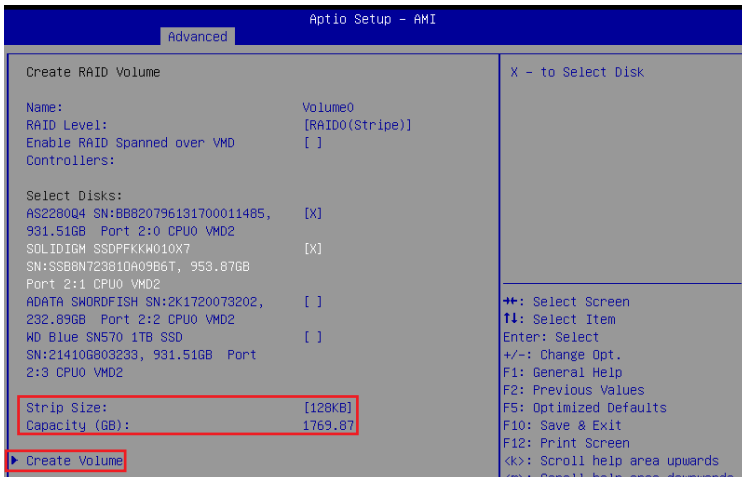 Aptio Setup - AMI
Advanced
Create RAID Volume
Name: Volume0
RAID Level: [RAID0(Stripe)]
Enable RAID Spanned over VMD [ ]
Controllers:
Select Disks:
AS2280Q4 SN:BB820796131700011485, [X]
931.51GB Port 2:0 CPU0 VMD2
SOLIDIGM SSDPFKKW010X7 [X]
SN:SSB8N723810A09B6T, 953.87GB
Port 2:1 CPU0 VMD2
ADATA SWORDFISH SN:2K1720073202, [ ]
232.89GB Port 2:2 CPU0 VMD2
WD Blue SN570 1TB SSD [ ]
SN:21410G803233, 931.51GB Port
2:3 CPU0 VMD2
Strip Size: [128KB]
Capacity (GB): 1769.87
Create Volume
X - to Select Disk
→←: Select Screen
↑↓: Select Item
Enter: Select
+/-: Change Opt.
F1: General Help
F2: Previous Values
F5: Optimized Defaults
F10: Save & Exit
F12: Print Screen
<k>: Scroll help area upwards